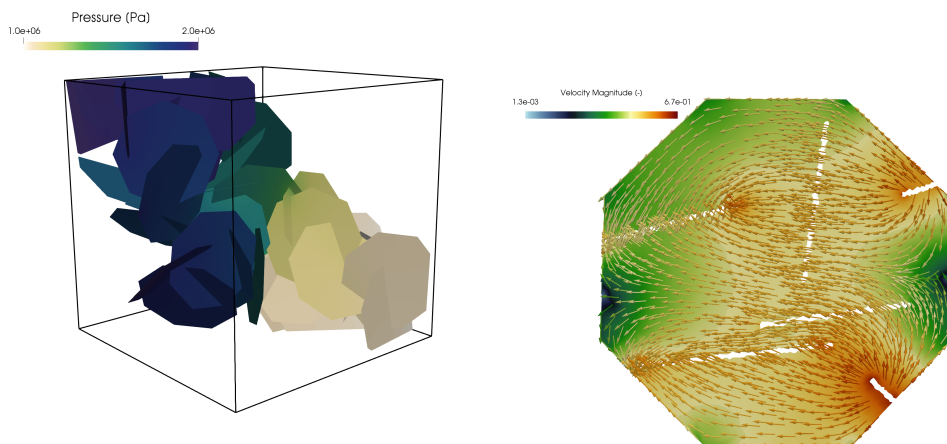 Pressure (Pa)
1.0e+06 2.0e+06
Velocity Magnitude (-)
1.3e-03 6.7e-01